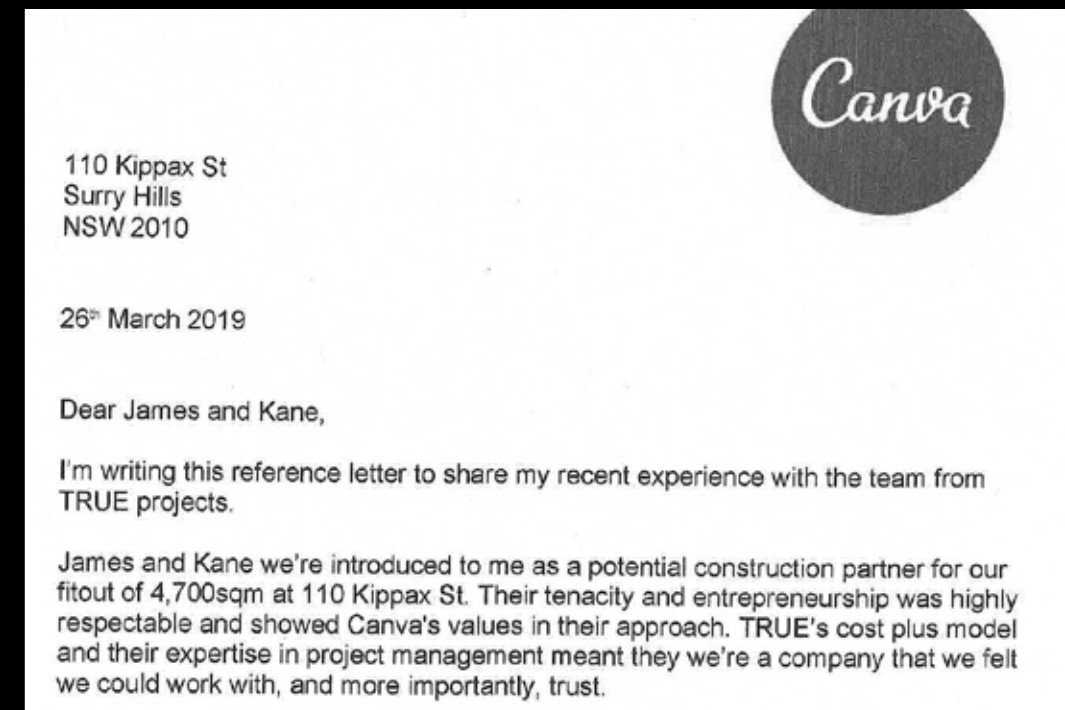 Canva
110 Kippax St
Surry Hills
NSW 2010
26th March 2019
Dear James and Kane,
I'm writing this reference letter to share my recent experience with the team from
TRUE projects.
James and Kane we're introduced to me as a potential construction partner for our
fitout of 4,700sqm at 110 Kippax St. Their tenacity and entrepreneurship was highly
respectable and showed Canva's values in their approach. TRUE's cost plus model
and their expertise in project management meant they we're a company that we felt
we could work with, and more importantly, trust.